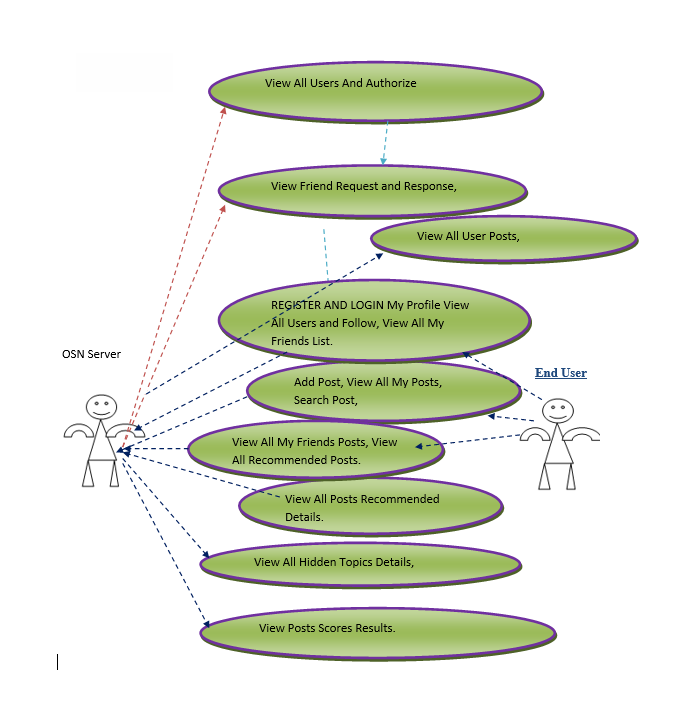 View All Users And Authorize
View Friend Request and Response,
View All User Posts,
REGISTER AND LOGIN My Profile View
All Users and Follow, View All My
Friends List.
OSN Server
End User
Add Post, View All My Posts,
Search Post,
View All My Friends Posts, View
All Recommended Posts.
View All Posts Recommended
Details.
View All Hidden Topics Details,
View Posts Scores Results.